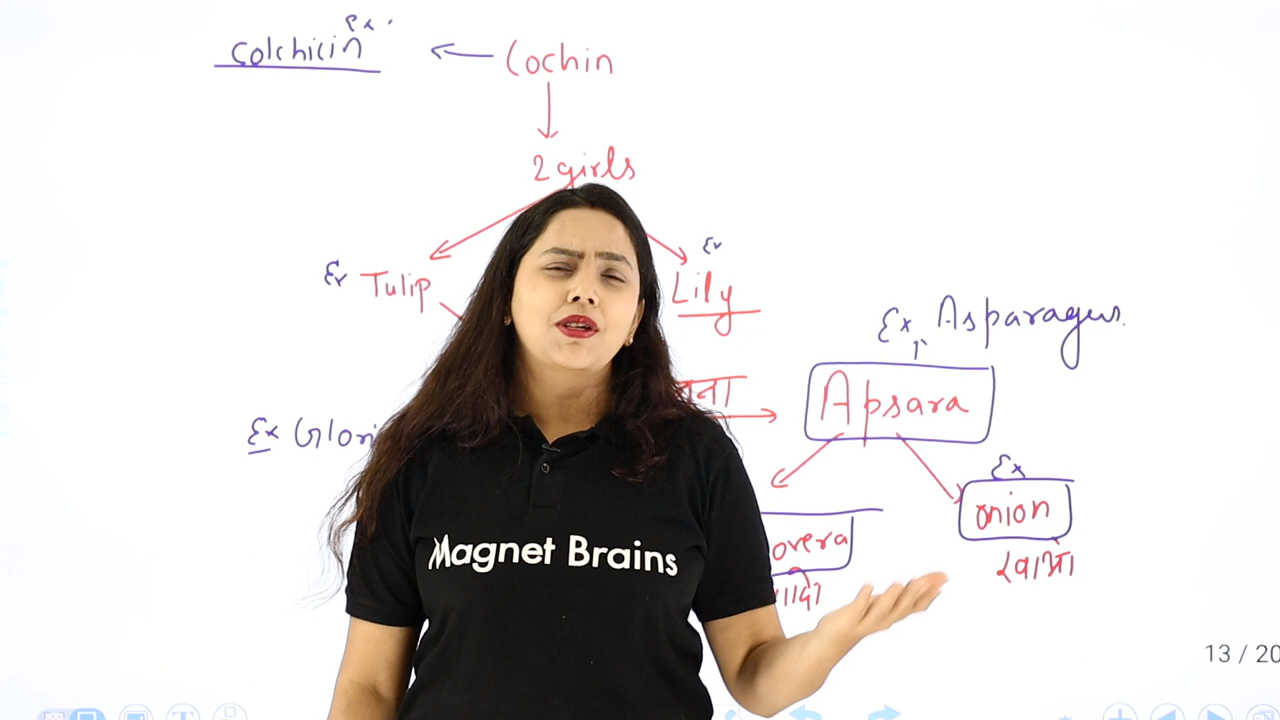 Ex.
Colchicin ← Cochin
2 girls
Ex Tulip
Ex
Lily
Ex Asparagus.
Apsara
Ex Glori
Ex
onion
overa
खाया
Magnet Brains
13 / 20